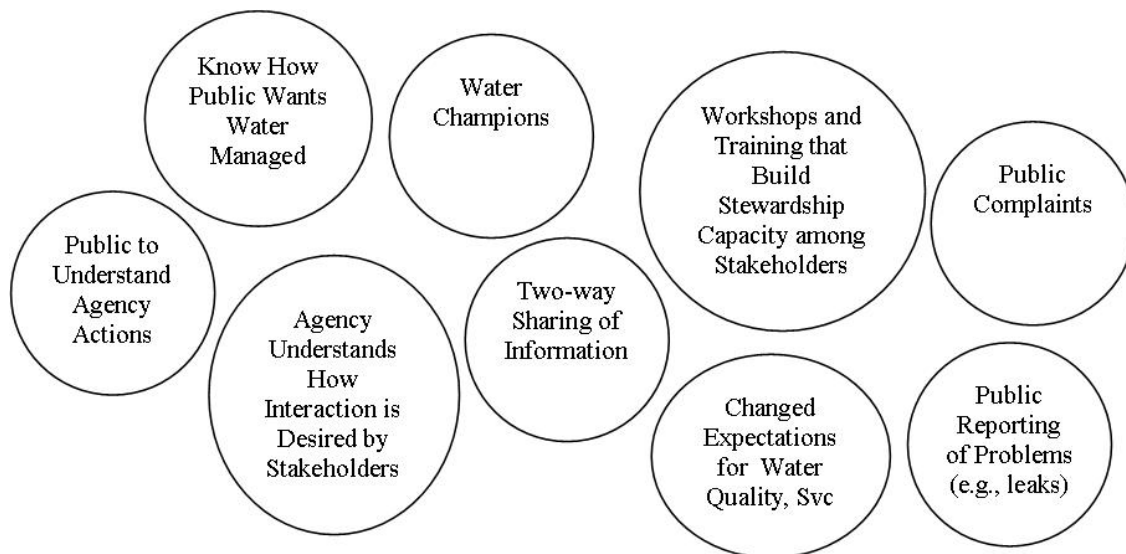 Know How
Public Wants
Water
Managed
Water
Champions
Workshops and
Training that
Build
Stewardship
Capacity among
Stakeholders
Public
Complaints
Public to
Understand
Agency
Actions
Agency
Understands
How
Interaction is
Desired by
Stakeholders
Two-way
Sharing of
Information
Changed
Expectations
for Water
Quality, Svc
Public
Reporting
of Problems
(e.g., leaks)